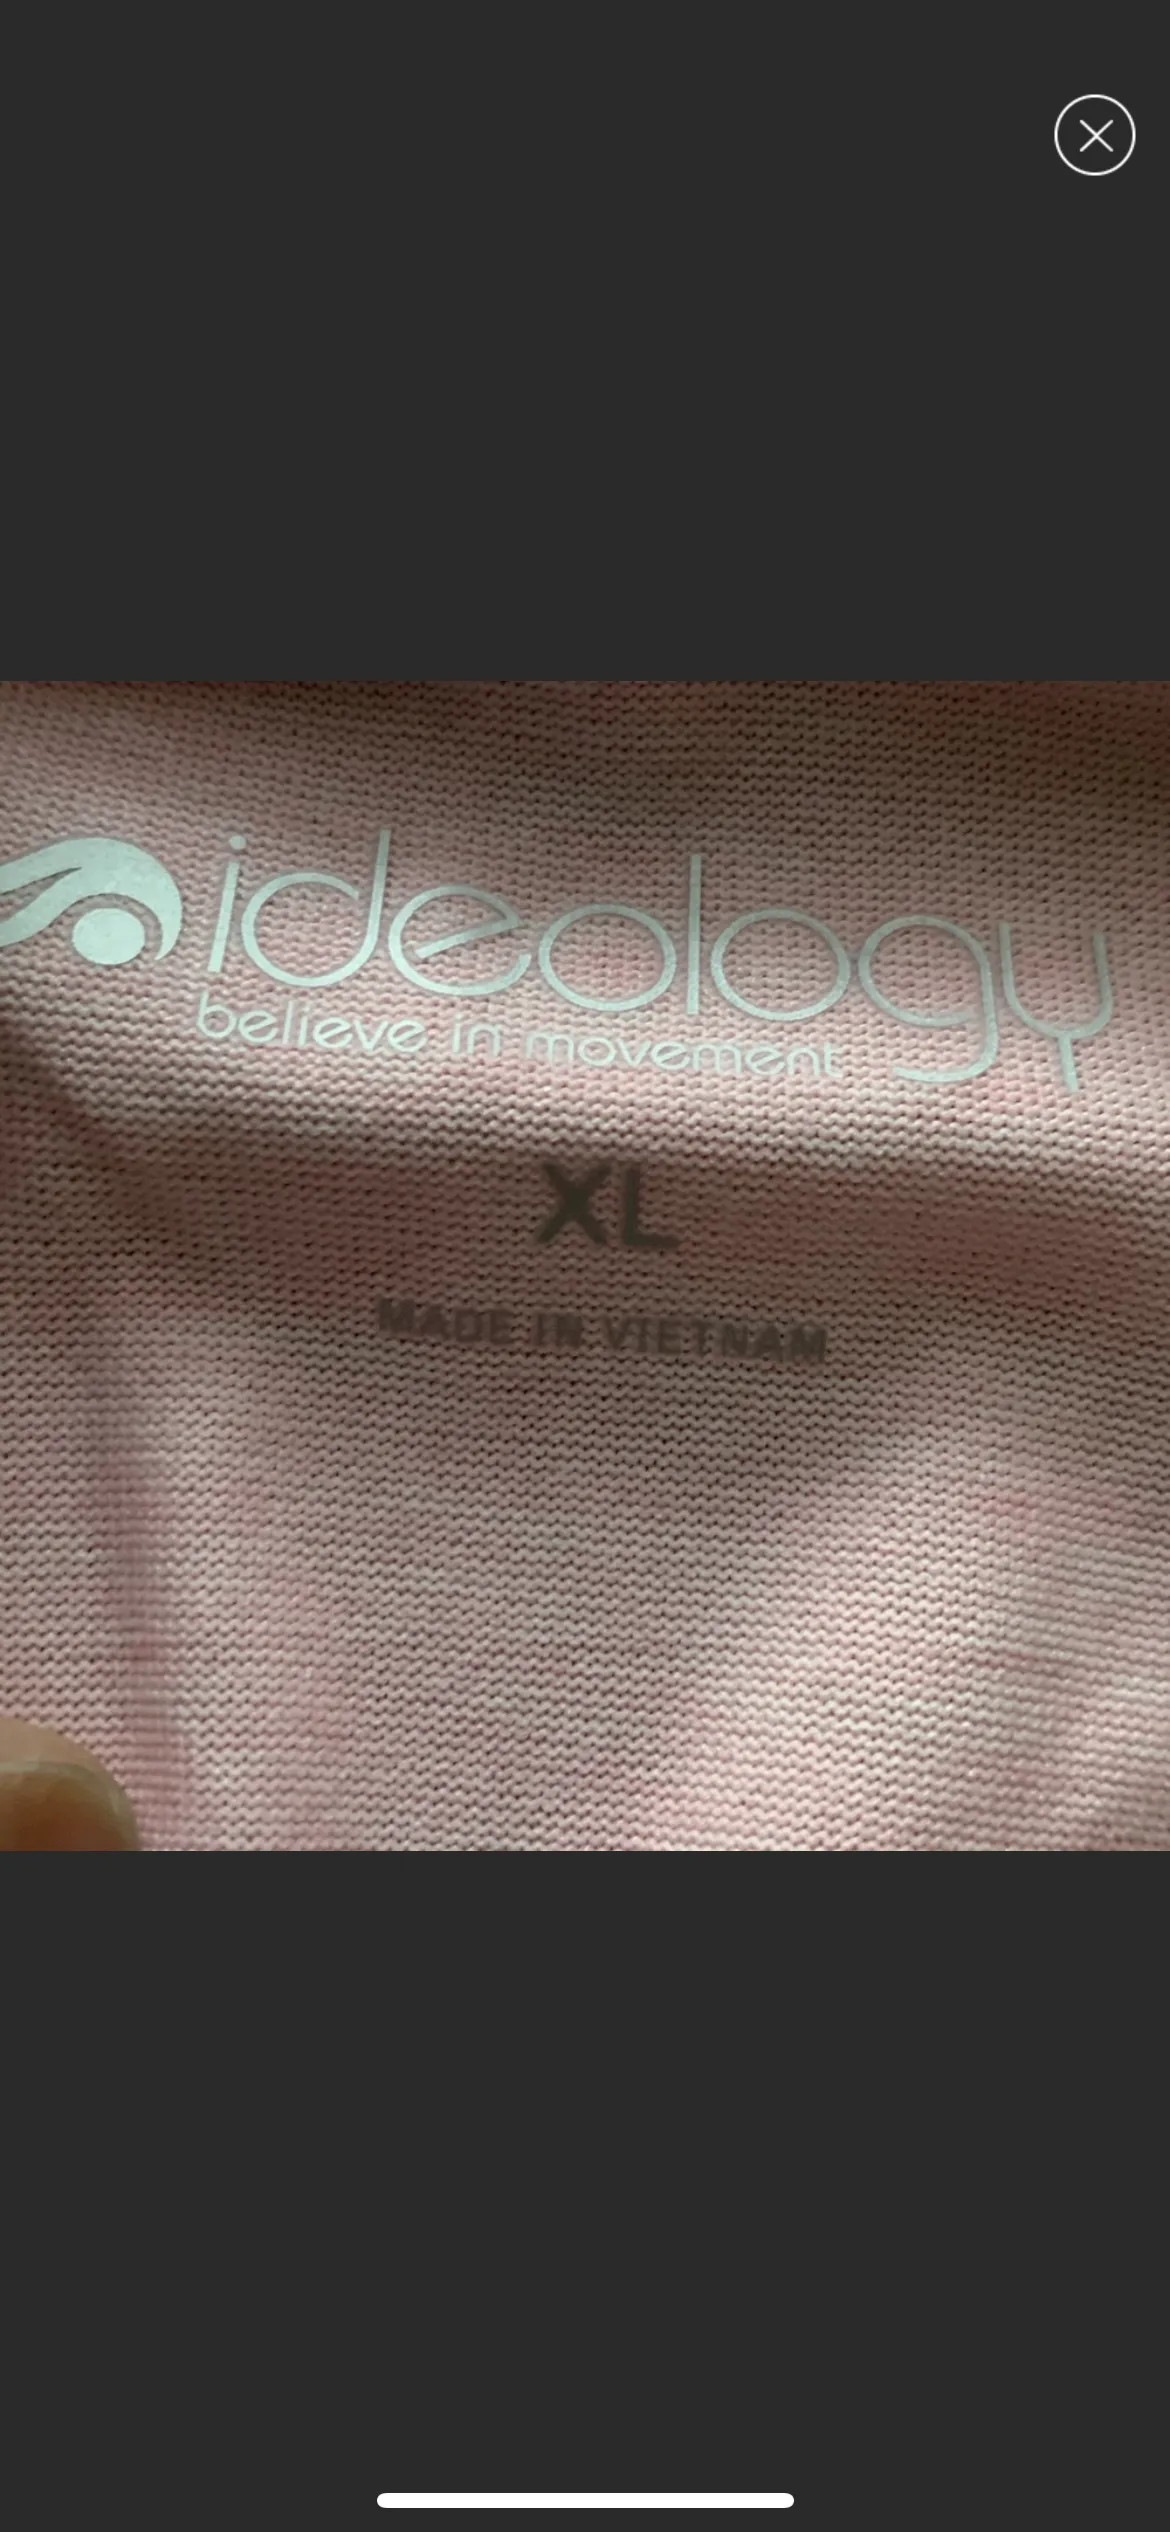 ideology
believe in movement
XL
MADE IN VIETNAM